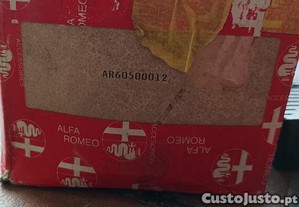 AR60500012
ALFA
ROMEO
ALFA
ROMEO
CustoJusto.pt